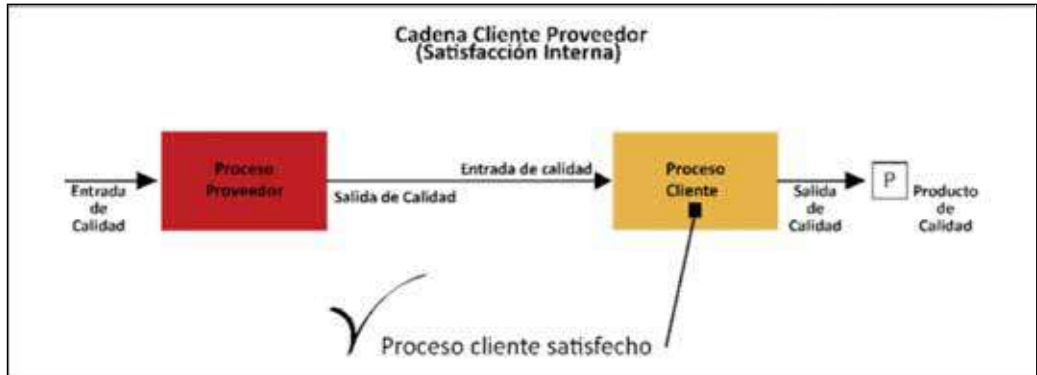 Cadena Cliente Proveedor
(Satisfacción Interna)
Entrada
de
Calidad
Proceso
Proveedor
Salida de Calidad
Entrada de calidad
Proceso
Cliente
Salida
de
Calidad
P
Producto
de
Calidad
Proceso cliente satisfecho